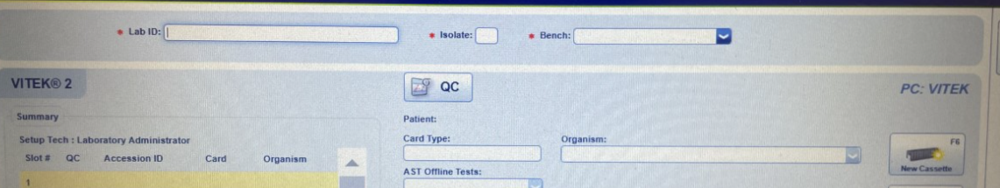 * Lab ID:
* Isolate:
* Bench:
VITEK® 2
QC
PC: VITEK
Summary
Patient:
Setup Tech : Laboratory Administrator
Card Type:
Organism:
F6
New Cassette
Slot # QC Accession ID Card Organism
AST Offline Tests:
1